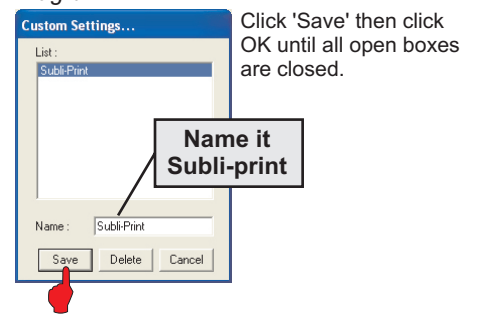 Custom Settings...
List :
Subli-Print
Name it
Subli-print
Name :
Subli-Print
Save
Delete
Cancel
Click 'Save' then click
OK until all open boxes
are closed.